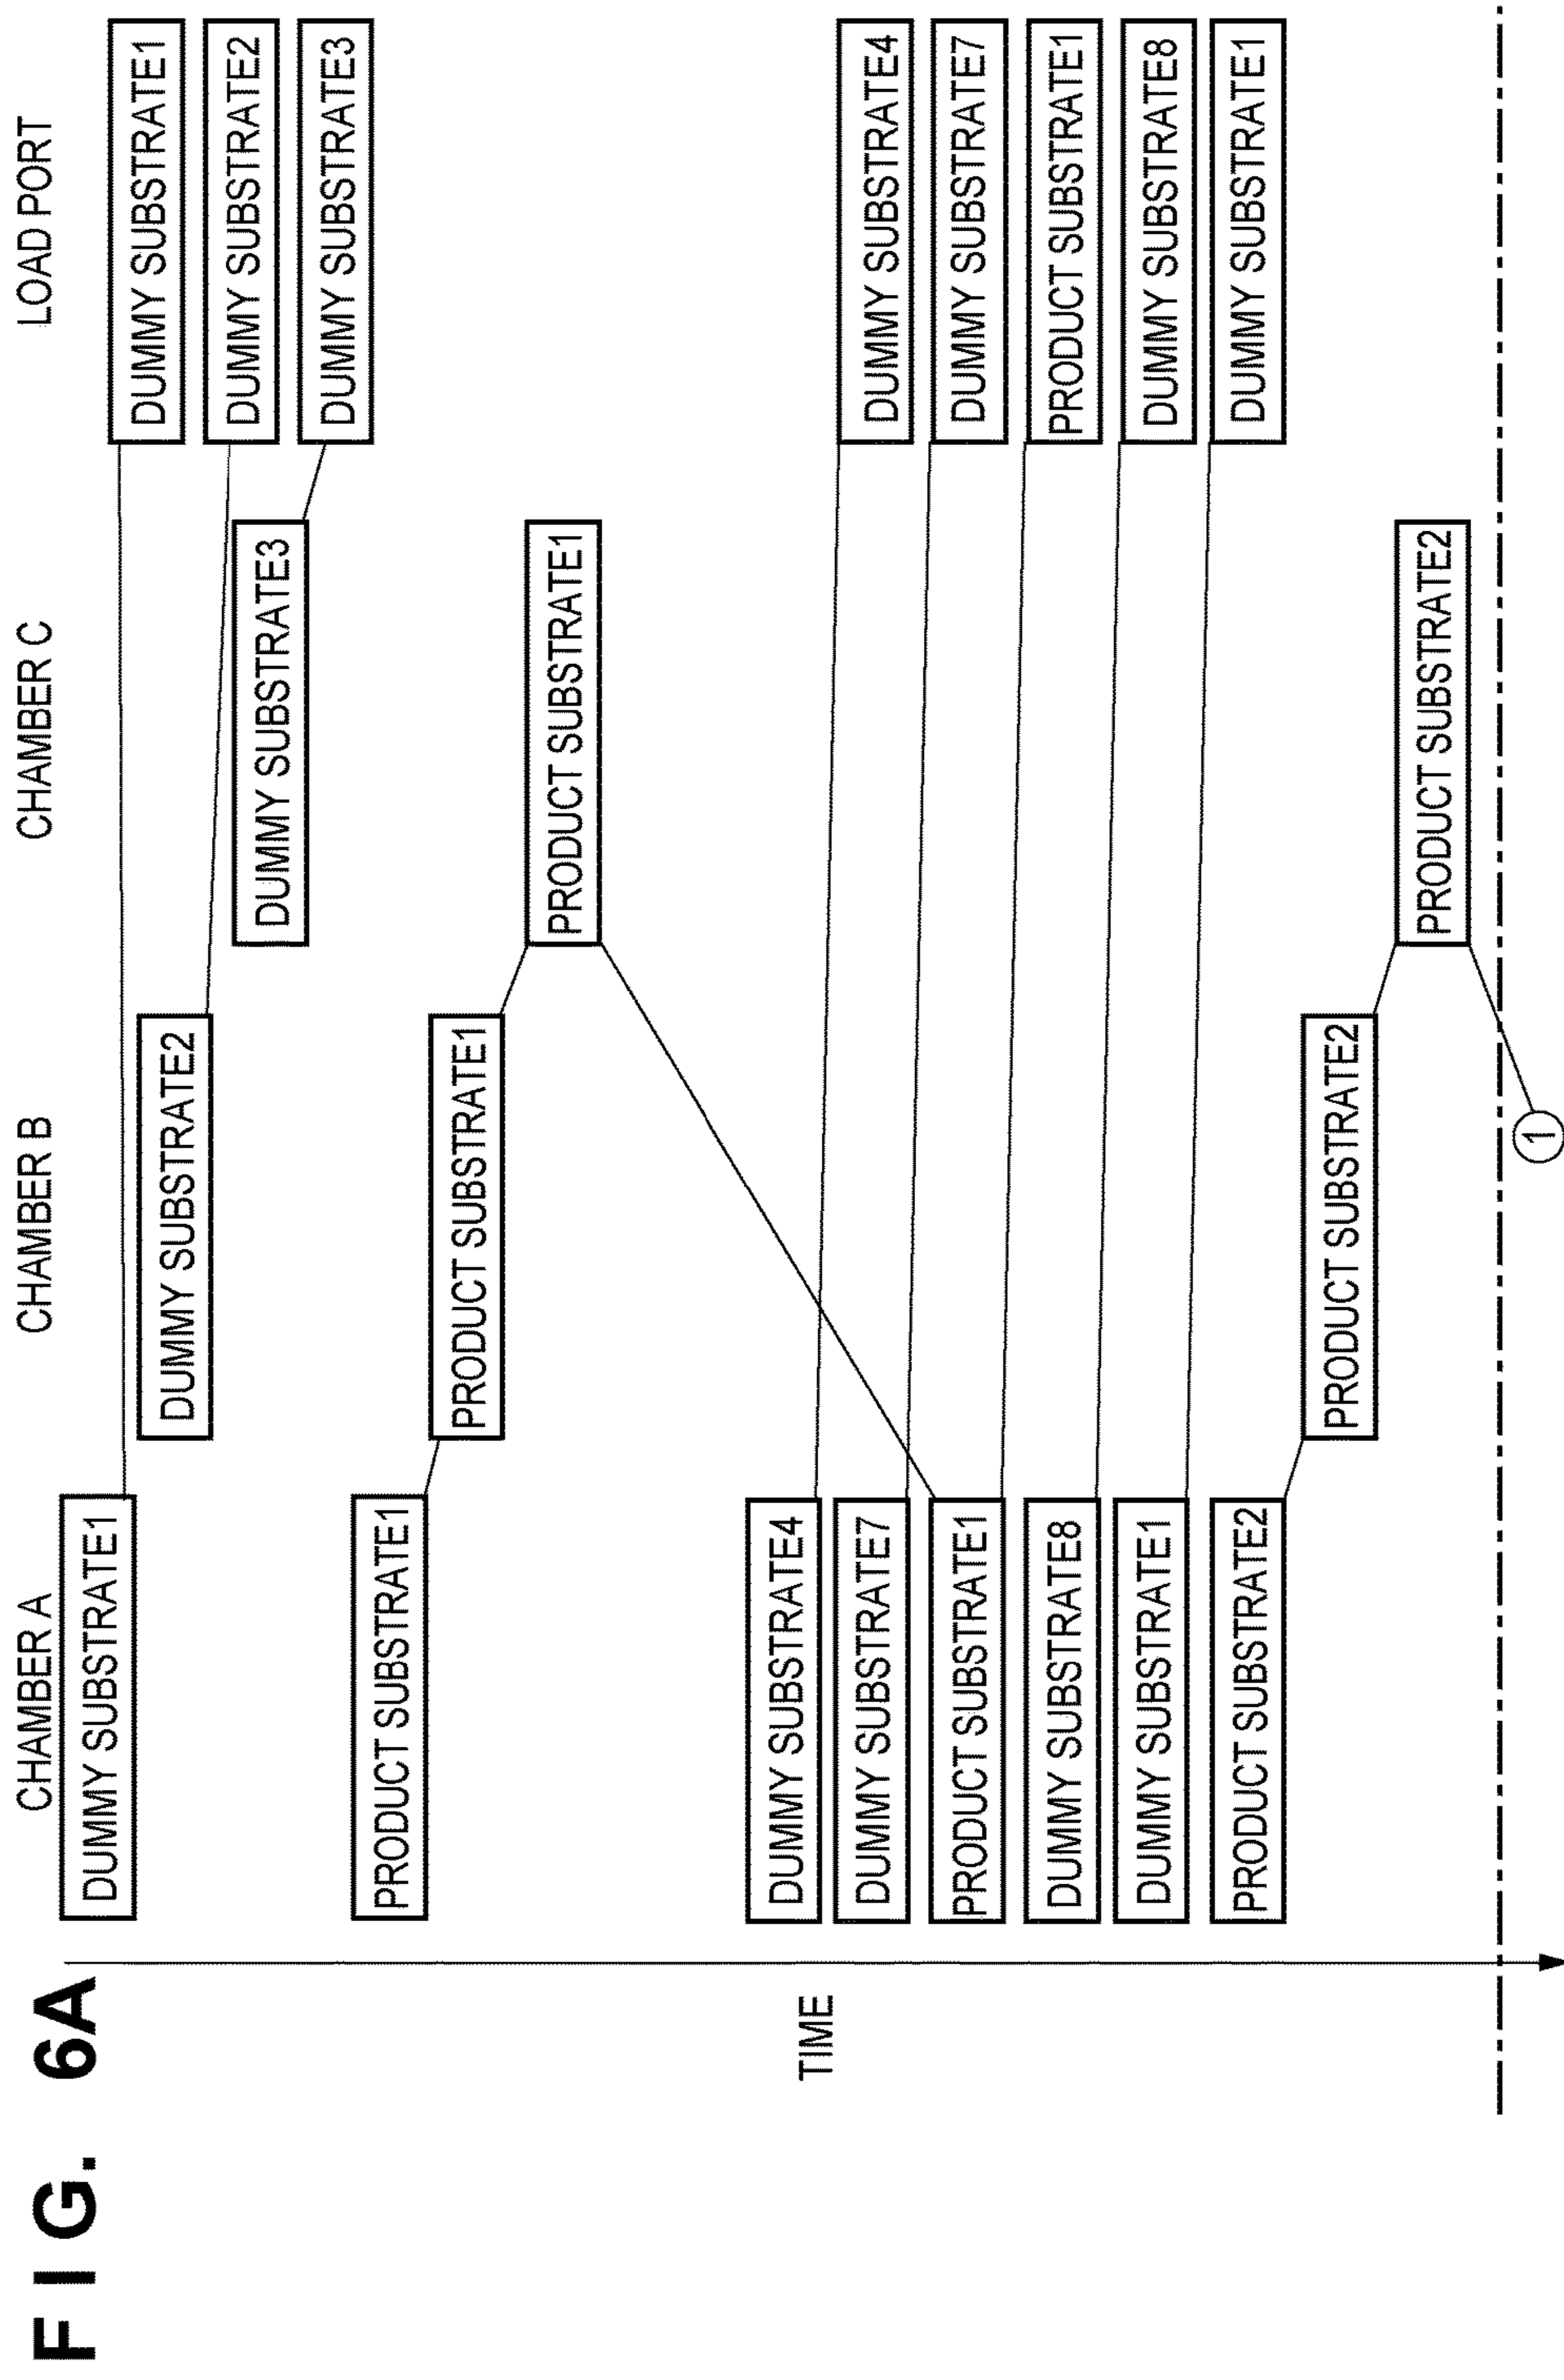 FIG. 6A
CHAMBER A
CHAMBER B
CHAMBER C
LOAD PORT
TIME
DUMMY SUBSTRATE1
DUMMY SUBSTRATE1
DUMMY SUBSTRATE2
DUMMY SUBSTRATE2
DUMMY SUBSTRATE3
DUMMY SUBSTRATE3
PRODUCT SUBSTRATE1
PRODUCT SUBSTRATE1
PRODUCT SUBSTRATE1
DUMMY SUBSTRATE4
DUMMY SUBSTRATE4
DUMMY SUBSTRATE7
DUMMY SUBSTRATE7
PRODUCT SUBSTRATE1
PRODUCT SUBSTRATE1
DUMMY SUBSTRATE8
DUMMY SUBSTRATE8
DUMMY SUBSTRATE1
DUMMY SUBSTRATE1
PRODUCT SUBSTRATE2
PRODUCT SUBSTRATE2
PRODUCT SUBSTRATE2
1